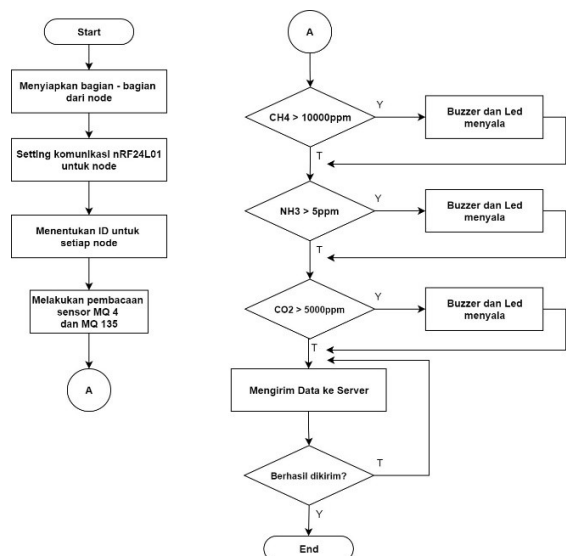 Start
Menyiapkan bagian - bagian
dari node
Setting komunikasi nRF24L01
untuk node
Menentukan ID untuk
setiap node
Melakukan pembacaan
sensor MQ 4
dan MQ 135
A
A
CH4 > 10000ppm
Y
Buzzer dan Led
menyala
T
NH3 > 5ppm
Y
Buzzer dan Led
menyala
T
CO2 > 5000ppm
Y
Buzzer dan Led
menyala
T
Mengirim Data ke Server
Berhasil dikirim?
T
Y
End